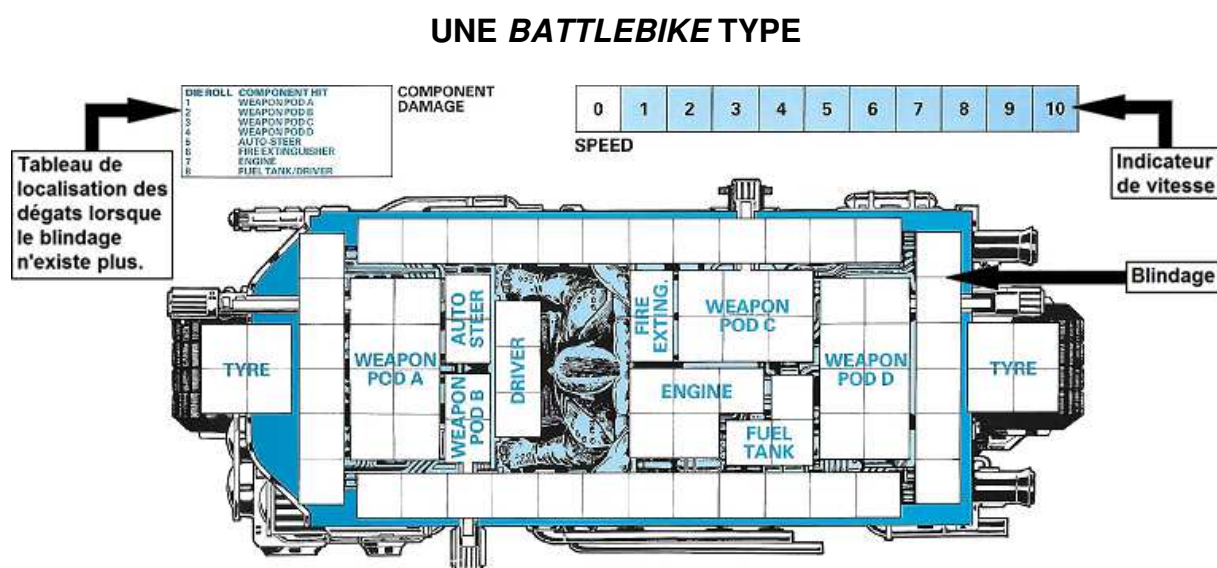 UNE BATTLEBIKE TYPE
DIE ROLL COMPONENT HIT
1 WEAPON POD A
2 WEAPON POD B
3 WEAPON POD C
4 WEAPON POD D
5 AUTO-STEER
6 FIRE EXTINGUISHER
7 ENGINE
8 FUEL TANK/DRIVER
COMPONENT
DAMAGE
0 1 2 3 4 5 6 7 8 9 10
SPEED
Tableau de
localisation des
dégats lorsque
le blindage
n'existe plus.
Indicateur
de vitesse
Blindage
TYRE
WEAPON
POD A
AUTO
STEER
WEAPON
POD B
DRIVER
FIRE
EXTING.
WEAPON
POD C
ENGINE
FUEL
TANK
WEAPON
POD D
TYRE